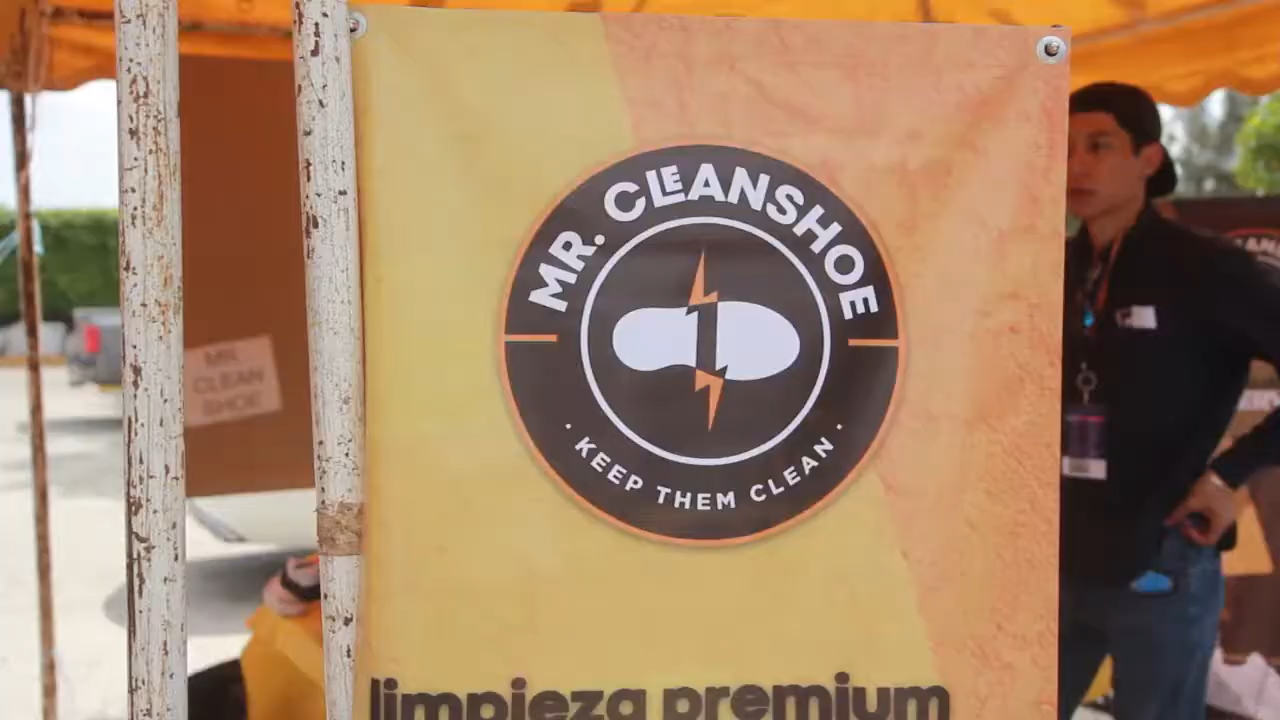 MR. CLEANSHOE
· KEEP THEM CLEAN ·
limpieza premium
MR.
CLEAN
SHOE